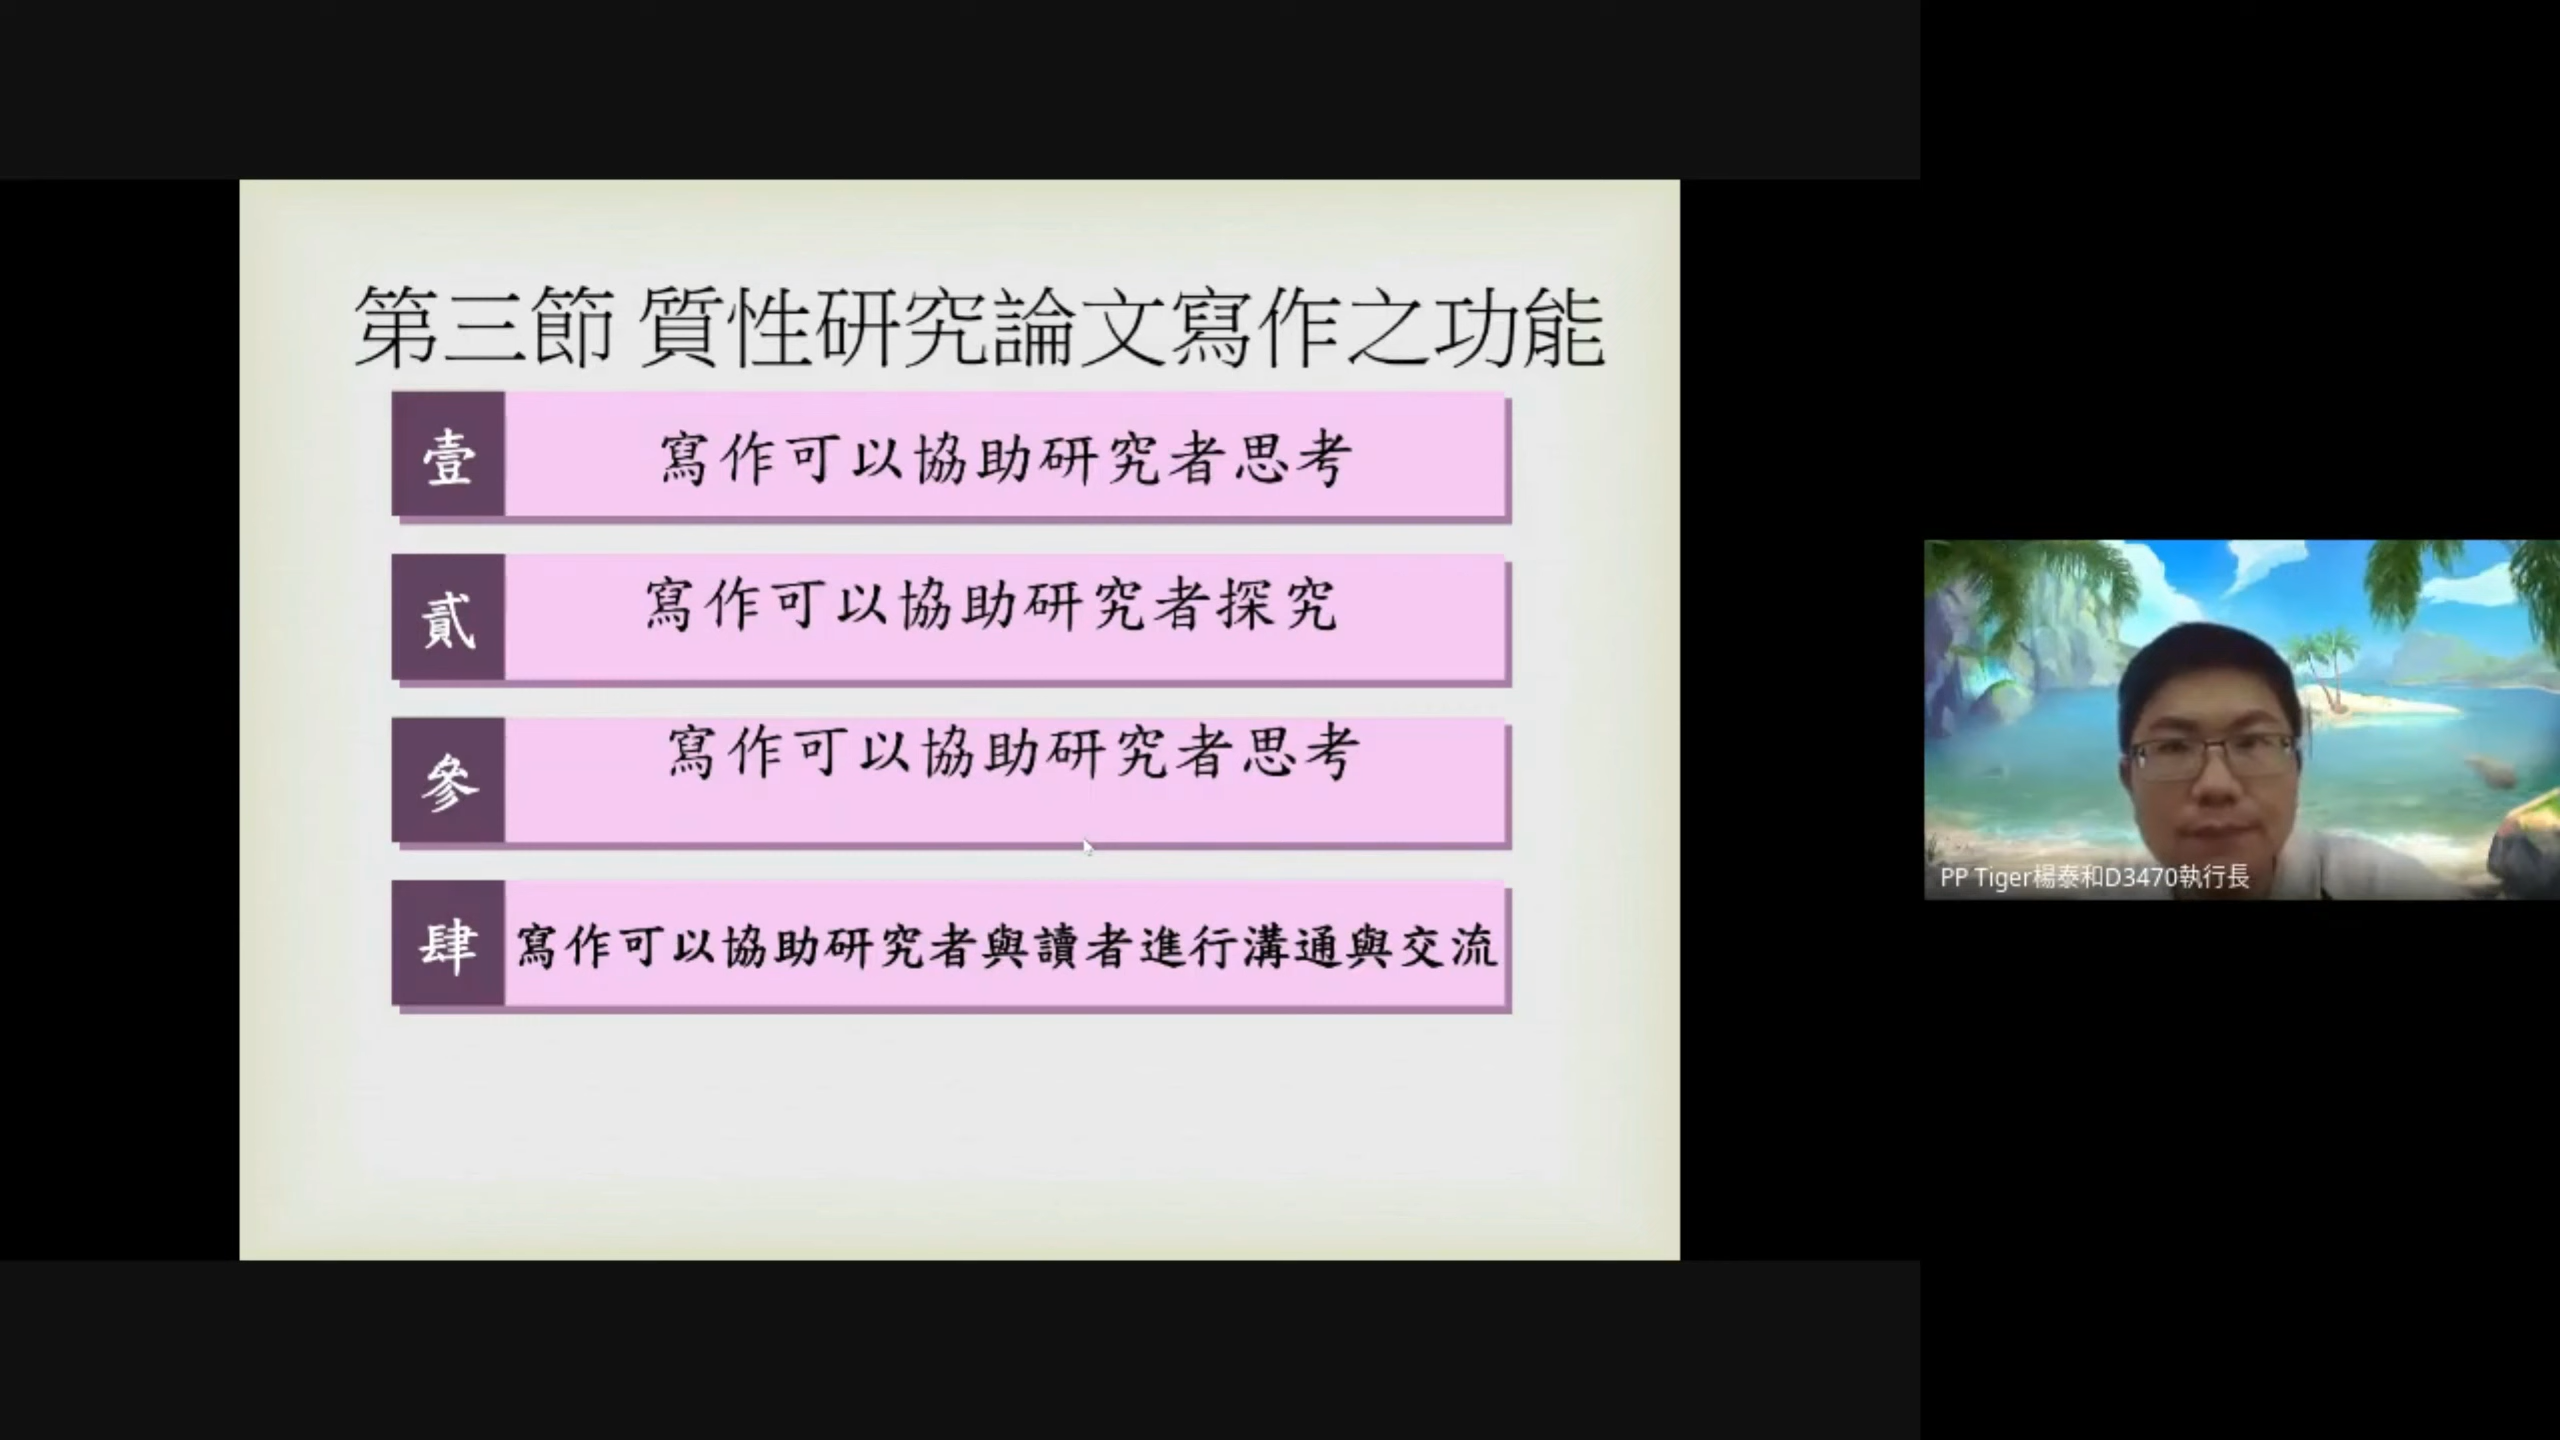 第三節 質性研究論文寫作之功能
壹
寫作可以協助研究者思考
貳
寫作可以協助研究者探究
參
寫作可以協助研究者思考
肆
寫作可以協助研究者與讀者進行溝通與交流
PP Tiger楊泰和D3470執行長